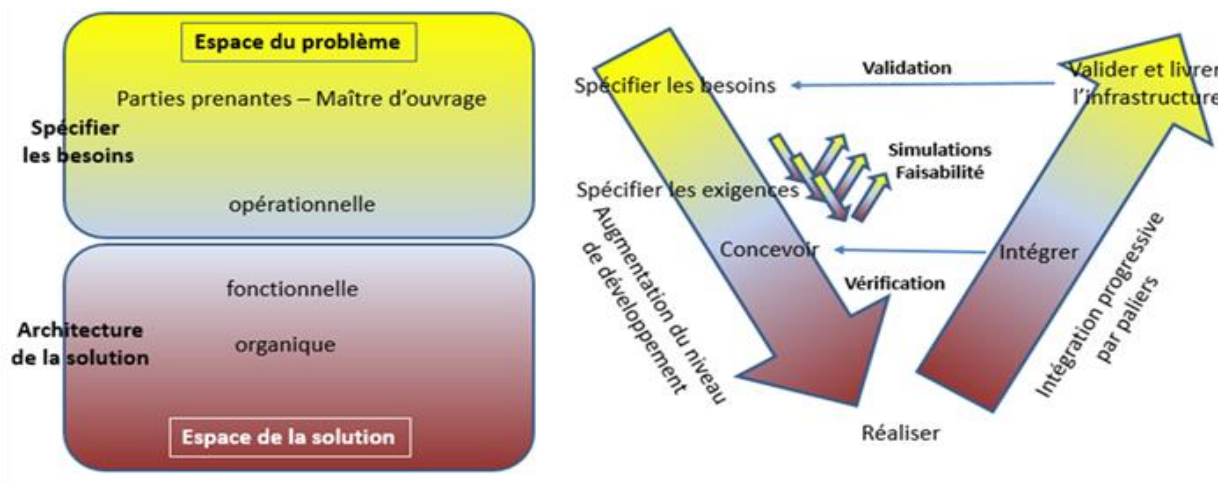 Espace du problème
Parties prenantes – Maître d'ouvrage
Spécifier
les besoins
opérationnelle
fonctionnelle
Architecture
de la solution
organique
Espace de la solution
Spécifier les besoins
Validation
Valider et livrer
l'infrastructure
Simulations
Faisabilité
Spécifier les exigences
Concevoir
Intégrer
Vérification
Augmentation du niveau
de développement
Intégration progressive
par paliers
Réaliser